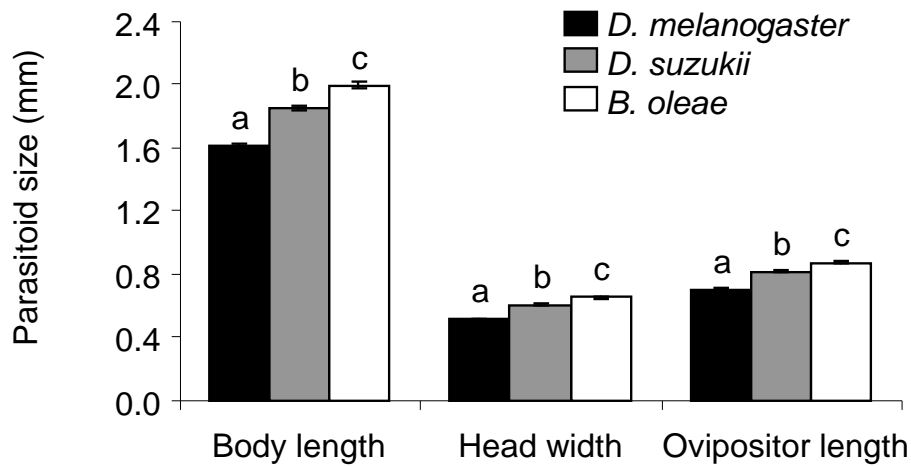 Parasitoid size (mm)
2.4
2.0
1.6
1.2
0.8
0.4
0.0
D. melanogaster
D. suzukii
B. oleae
a b c
a b c
a b c
Body length Head width Ovipositor length